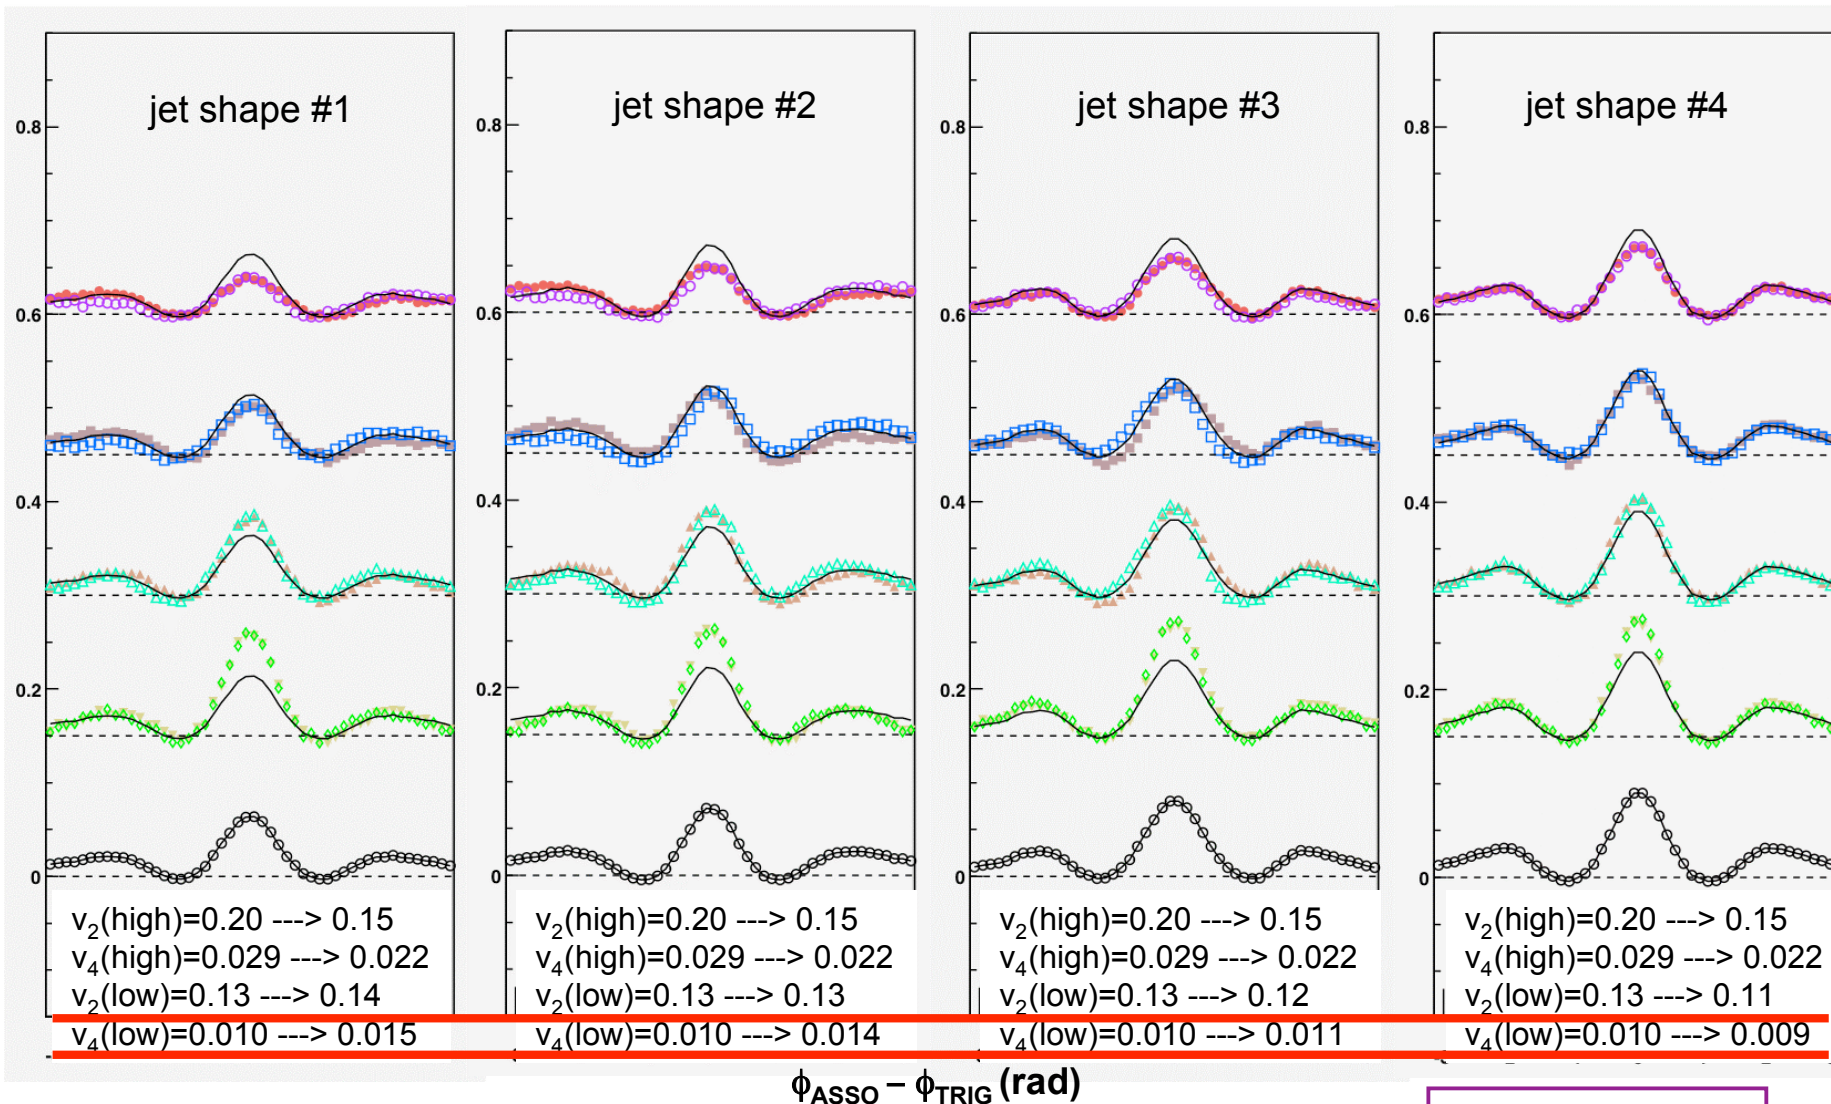 jet shape #1
0.8
0.6
0.4
0.2
0
v2(high)=0.20 ---> 0.15
v4(high)=0.029 ---> 0.022
v2(low)=0.13 ---> 0.14
v4(low)=0.010 ---> 0.015
jet shape #2
0.8
0.6
0.4
0.2
0
v2(high)=0.20 ---> 0.15
v4(high)=0.029 ---> 0.022
v2(low)=0.13 ---> 0.13
v4(low)=0.010 ---> 0.014
jet shape #3
0.8
0.6
0.4
0.2
0
v2(high)=0.20 ---> 0.15
v4(high)=0.029 ---> 0.022
v2(low)=0.13 ---> 0.12
v4(low)=0.010 ---> 0.011
jet shape #4
0.8
0.6
0.4
0.2
0
v2(high)=0.20 ---> 0.15
v4(high)=0.029 ---> 0.022
v2(low)=0.13 ---> 0.11
v4(low)=0.010 ---> 0.009
ϕASSO – ϕTRIG (rad)